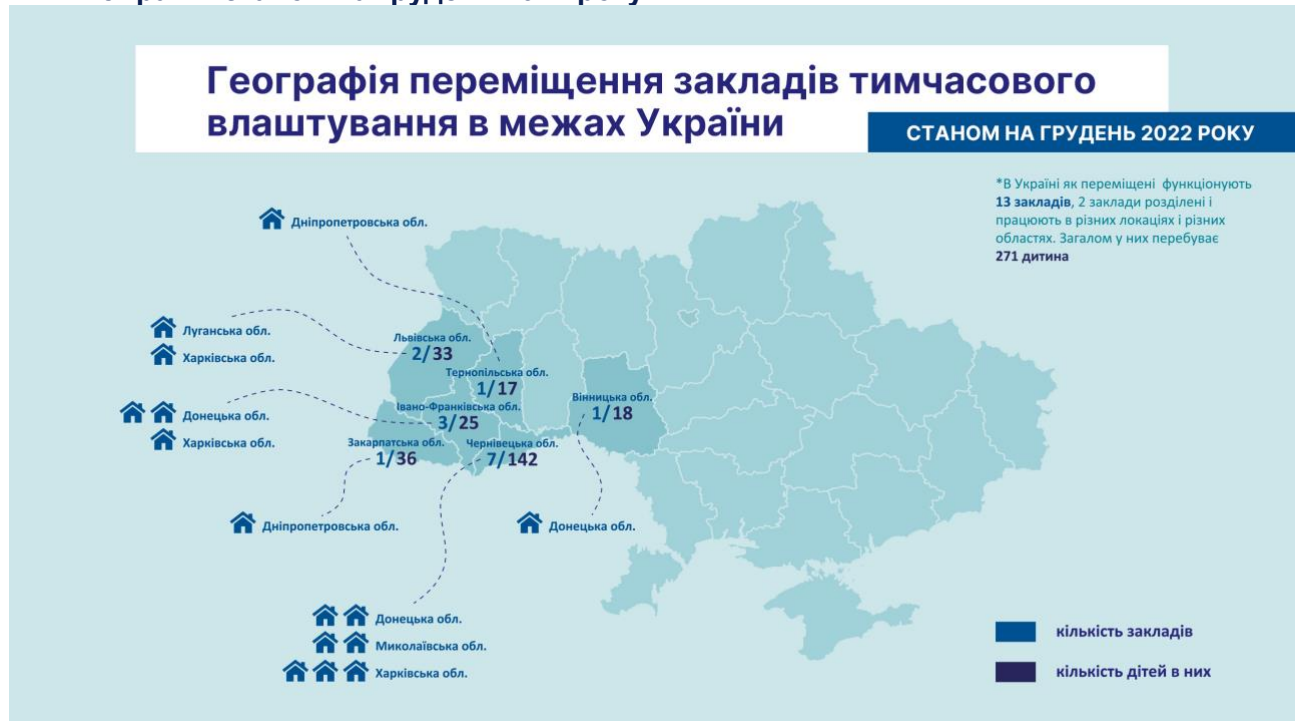 Географія переміщення закладів тимчасового
влаштування в межах України
СТАНОМ НА ГРУДЕНЬ 2022 РОКУ
*В Україні як переміщені функціонують
13 закладів, 2 заклади розділені і
працюють в різних локаціях і різних
областях. Загалом у них перебуває
271 дитина
Дніпропетровська обл.
Луганська обл.
Харківська обл.
Львівська обл.
2/33
Тернопільська обл.
1/17
Вінницька обл.
1/18
Донецька обл.
Харківська обл.
Івано-Франківська обл.
3/25
Закарпатська обл.
1/36
Чернівецька обл.
7/142
Дніпропетровська обл.
Донецька обл.
Донецька обл.
Миколаївська обл.
Харківська обл.
кількість закладів
кількість дітей в них